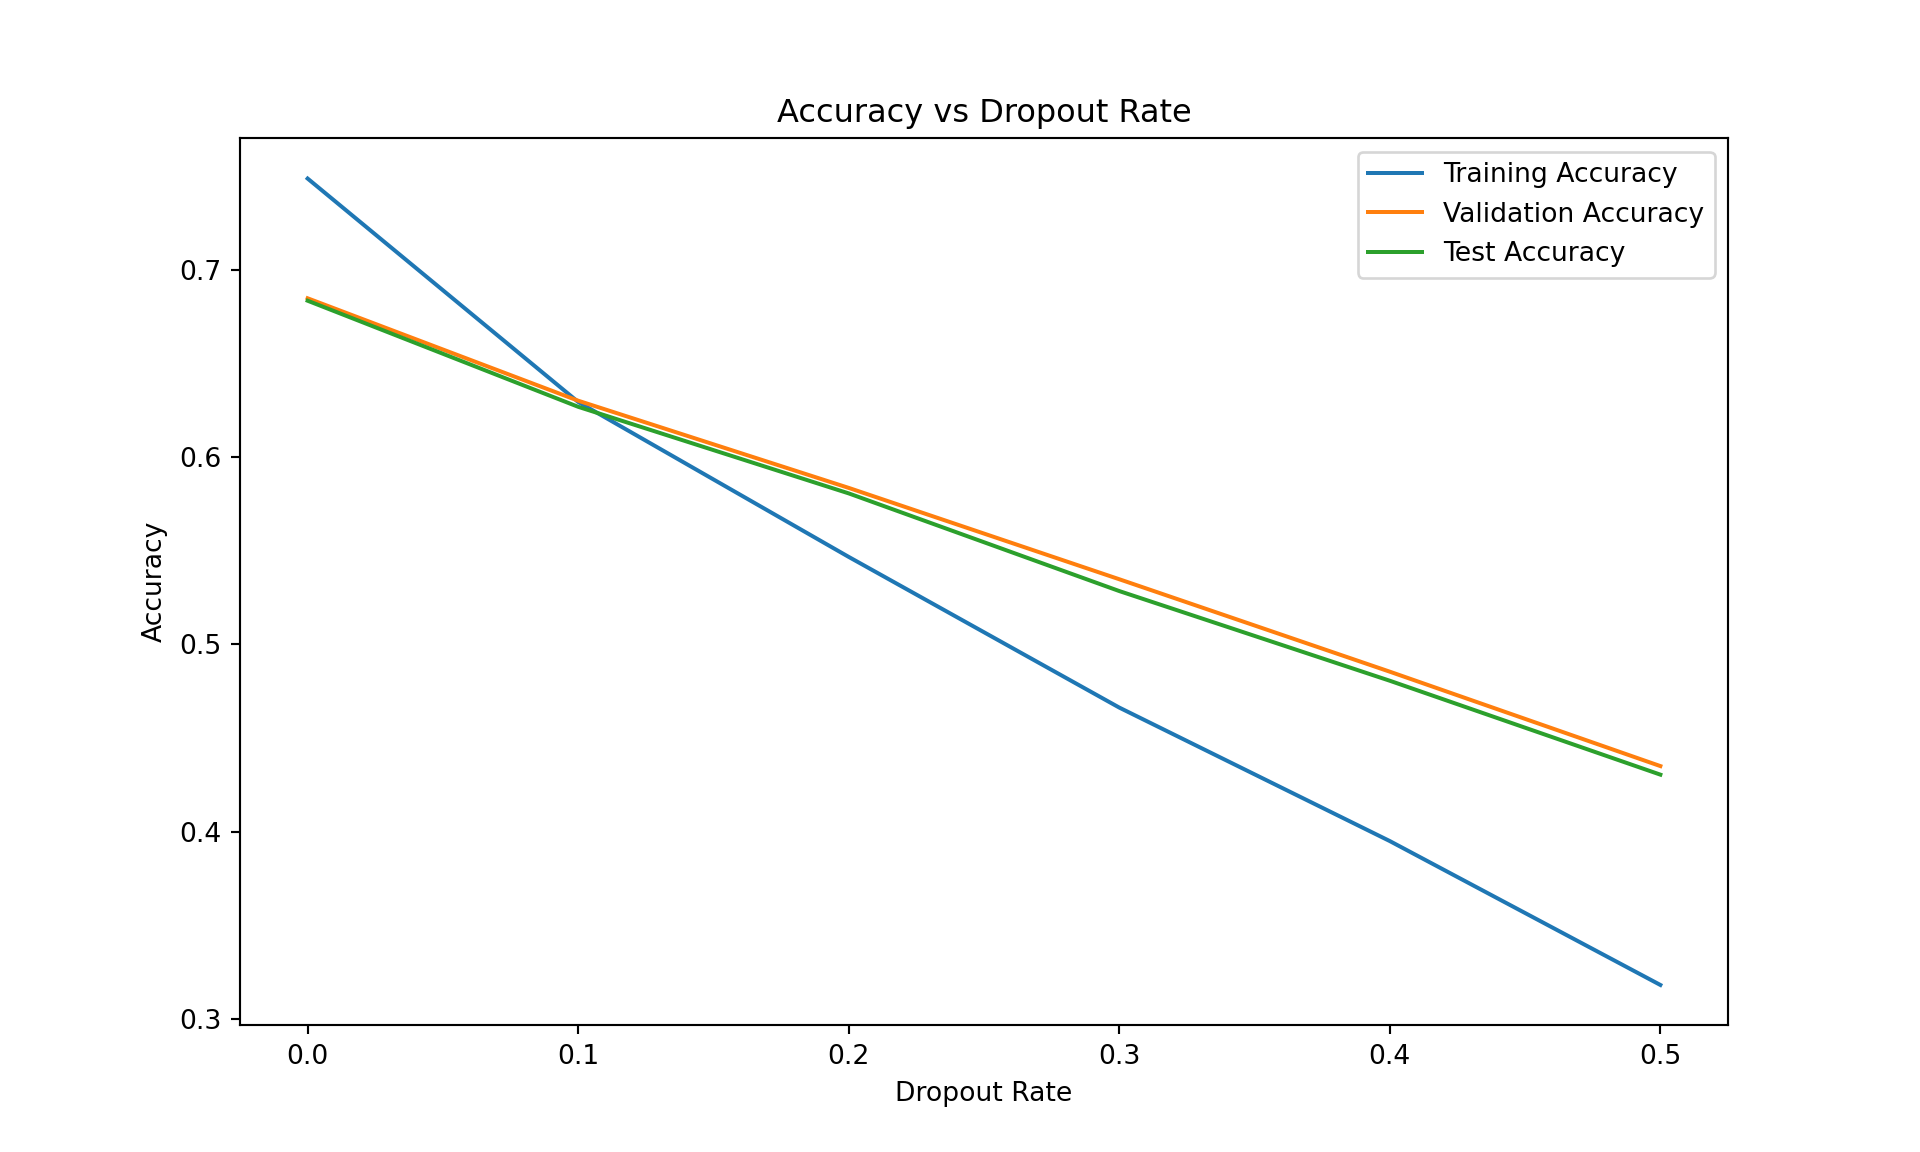 Accuracy vs Dropout Rate
Training Accuracy
Validation Accuracy
Test Accuracy
Accuracy
0.7
0.6
0.5
0.4
0.3
0.0 0.1 0.2 0.3 0.4 0.5
Dropout Rate